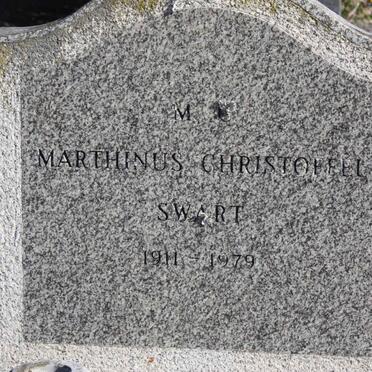 MARTHINUS CHRISTOFFEL
SWART
1911 - 1979